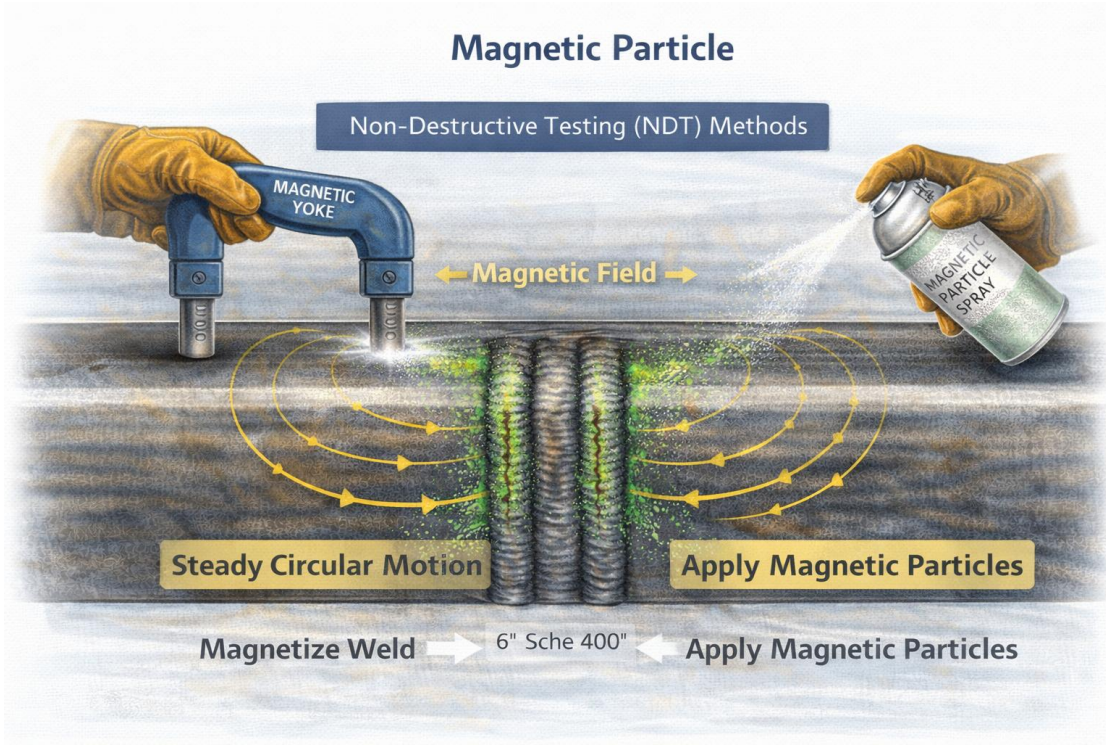 Magnetic Particle
Non-Destructive Testing (NDT) Methods
MAGNETIC
YOKE
Magnetic Field
MAGNETIC
PARTICLE
SPRAY
Steady Circular Motion
Apply Magnetic Particles
Magnetize Weld
6" Sche 400"
Apply Magnetic Particles